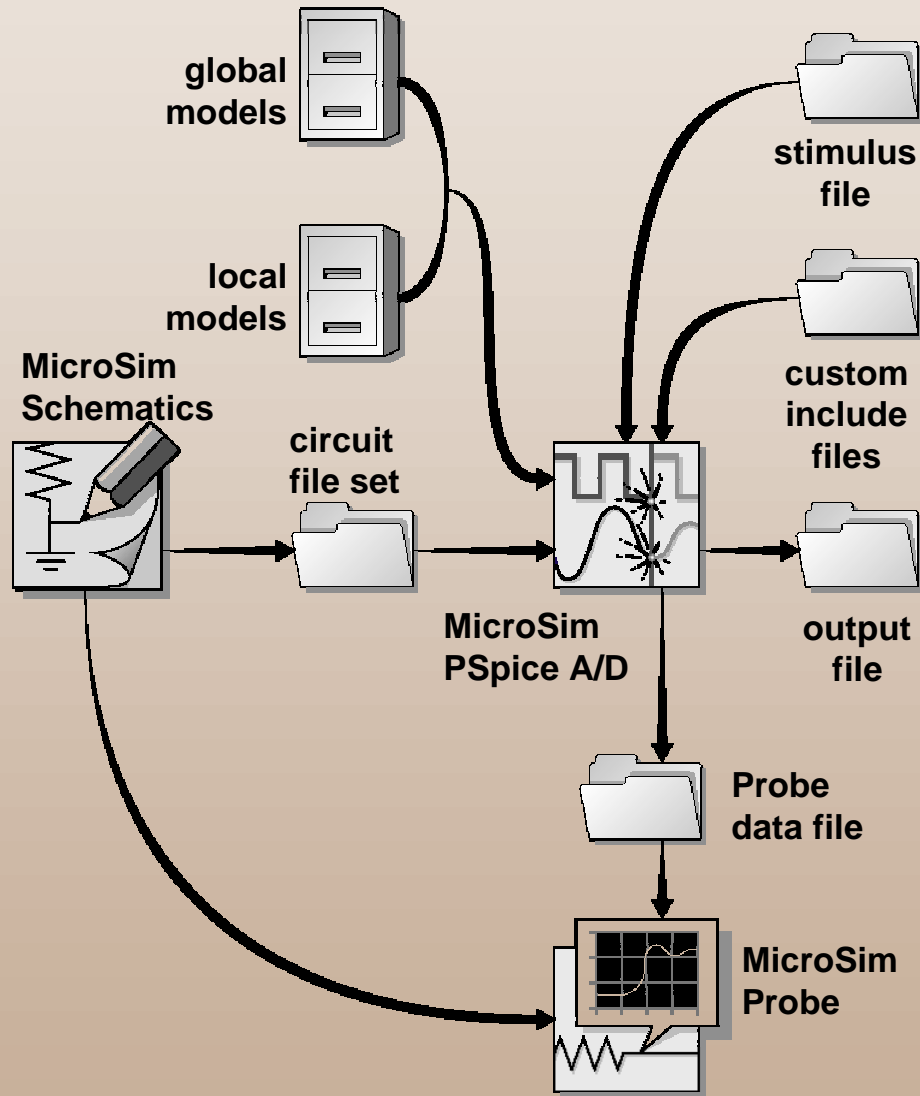 global
models
stimulus
file
local
models
custom
include
files
MicroSim
Schematics
circuit
file set
MicroSim
PSpice A/D
output
file
Probe
data file
MicroSim
Probe